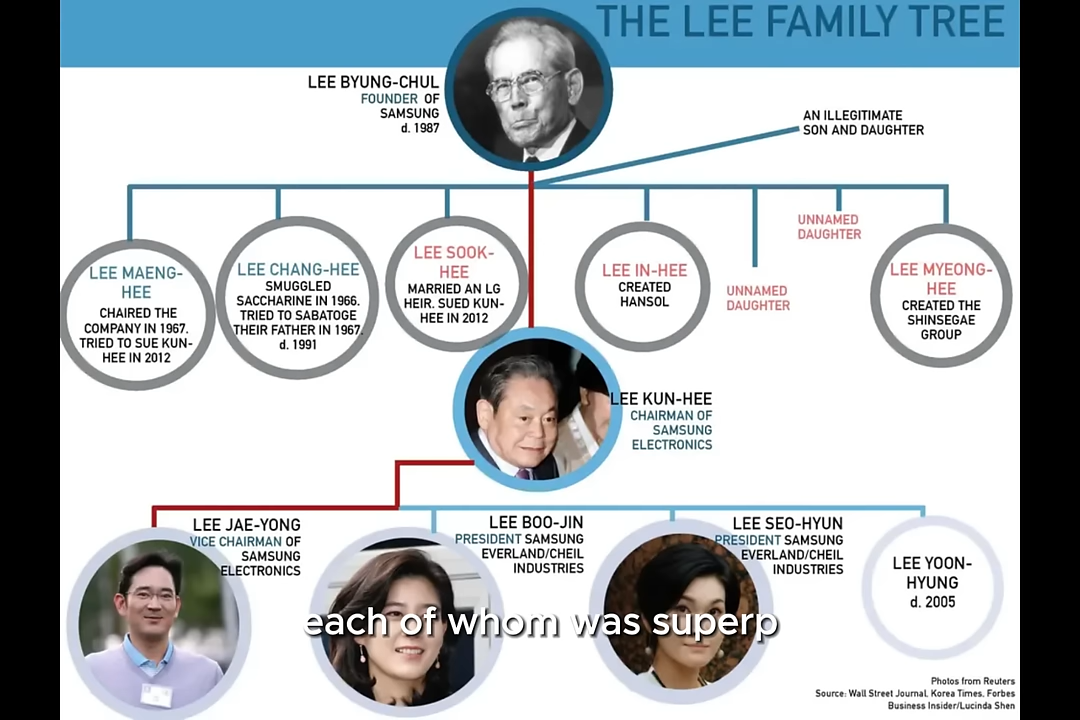 THE LEE FAMILY TREE
LEE BYUNG-CHUL
FOUNDER OF
SAMSUNG
d. 1987
AN ILLEGITIMATE
SON AND DAUGHTER
LEE MAENG-
HEE
CHAIRED THE
COMPANY IN 1967.
TRIED TO SUE KUN-
HEE IN 2012
LEE CHANG-HEE
SMUGGLED
SACCHARINE IN 1966.
TRIED TO SABATOGE
THEIR FATHER IN 1967.
d. 1991
LEE SOOK-
HEE
MARRIED AN LG
HEIR. SUED KUN-
HEE IN 2012
LEE IN-HEE
CREATED
HANSOL
UNNAMED
DAUGHTER
UNNAMED
DAUGHTER
LEE MYEONG-
HEE
CREATED THE
SHINSEGAE
GROUP
LEE KUN-HEE
CHAIRMAN OF
SAMSUNG
ELECTRONICS
LEE JAE-YONG
VICE CHAIRMAN OF
SAMSUNG
ELECTRONICS
LEE BOO-JIN
PRESIDENT SAMSUNG
EVERLAND/CHEIL
INDUSTRIES
LEE SEO-HYUN
PRESIDENT SAMSUNG
EVERLAND/CHEIL
INDUSTRIES
LEE YOON-
HYUNG
d. 2005
each of whom was superp
Photos from Reuters
Source: Wall Street Journal, Korea Times, Forbes
Business Insider/Lucinda Shen